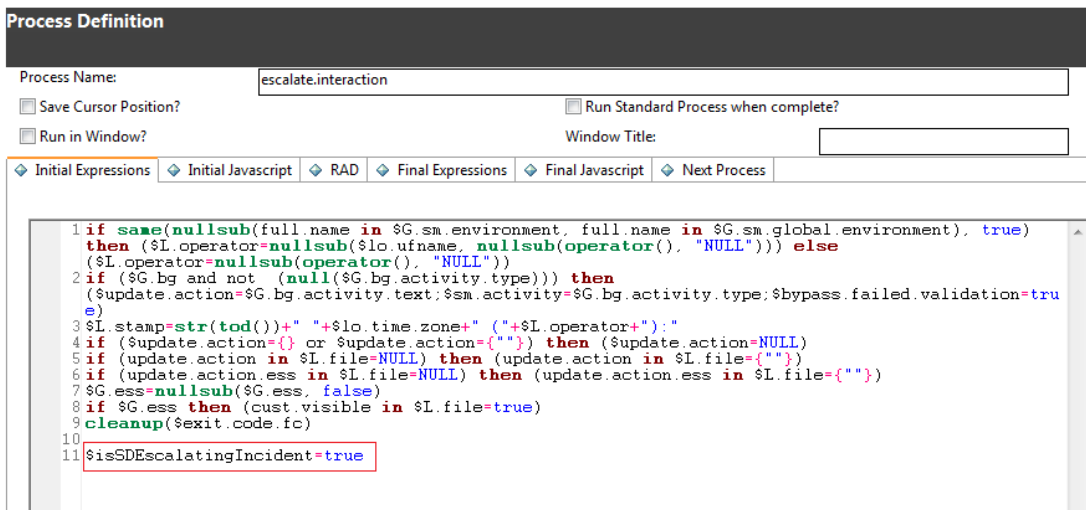 Process Definition
Process Name:
escalate.interaction
Save Cursor Position?
Run Standard Process when complete?
Run in Window?
Window Title:
Initial Expressions
Initial Javascript
RAD
Final Expressions
Final Javascript
Next Process
1 if same(nullsub(full.name in $G.sm.environment, full.name in $G.sm.global.environment), true)
then ($L.operator=nullsub($lo.ufname, nullsub(operator(), "NULL"))) else
($L.operator=nullsub(operator(), "NULL"))
2 if ($G.bg and not  (null($G.bg.activity.type))) then
($update.action=$G.bg.activity.text;$sm.activity=$G.bg.activity.type;$bypass.failed.validation=tru
e)
3 $L.stamp=str(tod())+" "+$lo.time.zone+" ("+$L.operator+"):"
4 if ($update.action={} or $update.action={""}) then ($update.action=NULL)
5 if (update.action in $L.file=NULL) then (update.action in $L.file={""})
6 if (update.action.ess in $L.file=NULL) then (update.action.ess in $L.file={""})
7 $G.ess=nullsub($G.ess, false)
8 if $G.ess then (cust.visible in $L.file=true)
9 cleanup($exit.code.fc)
10
11 $isSDEscalatingIncident=true